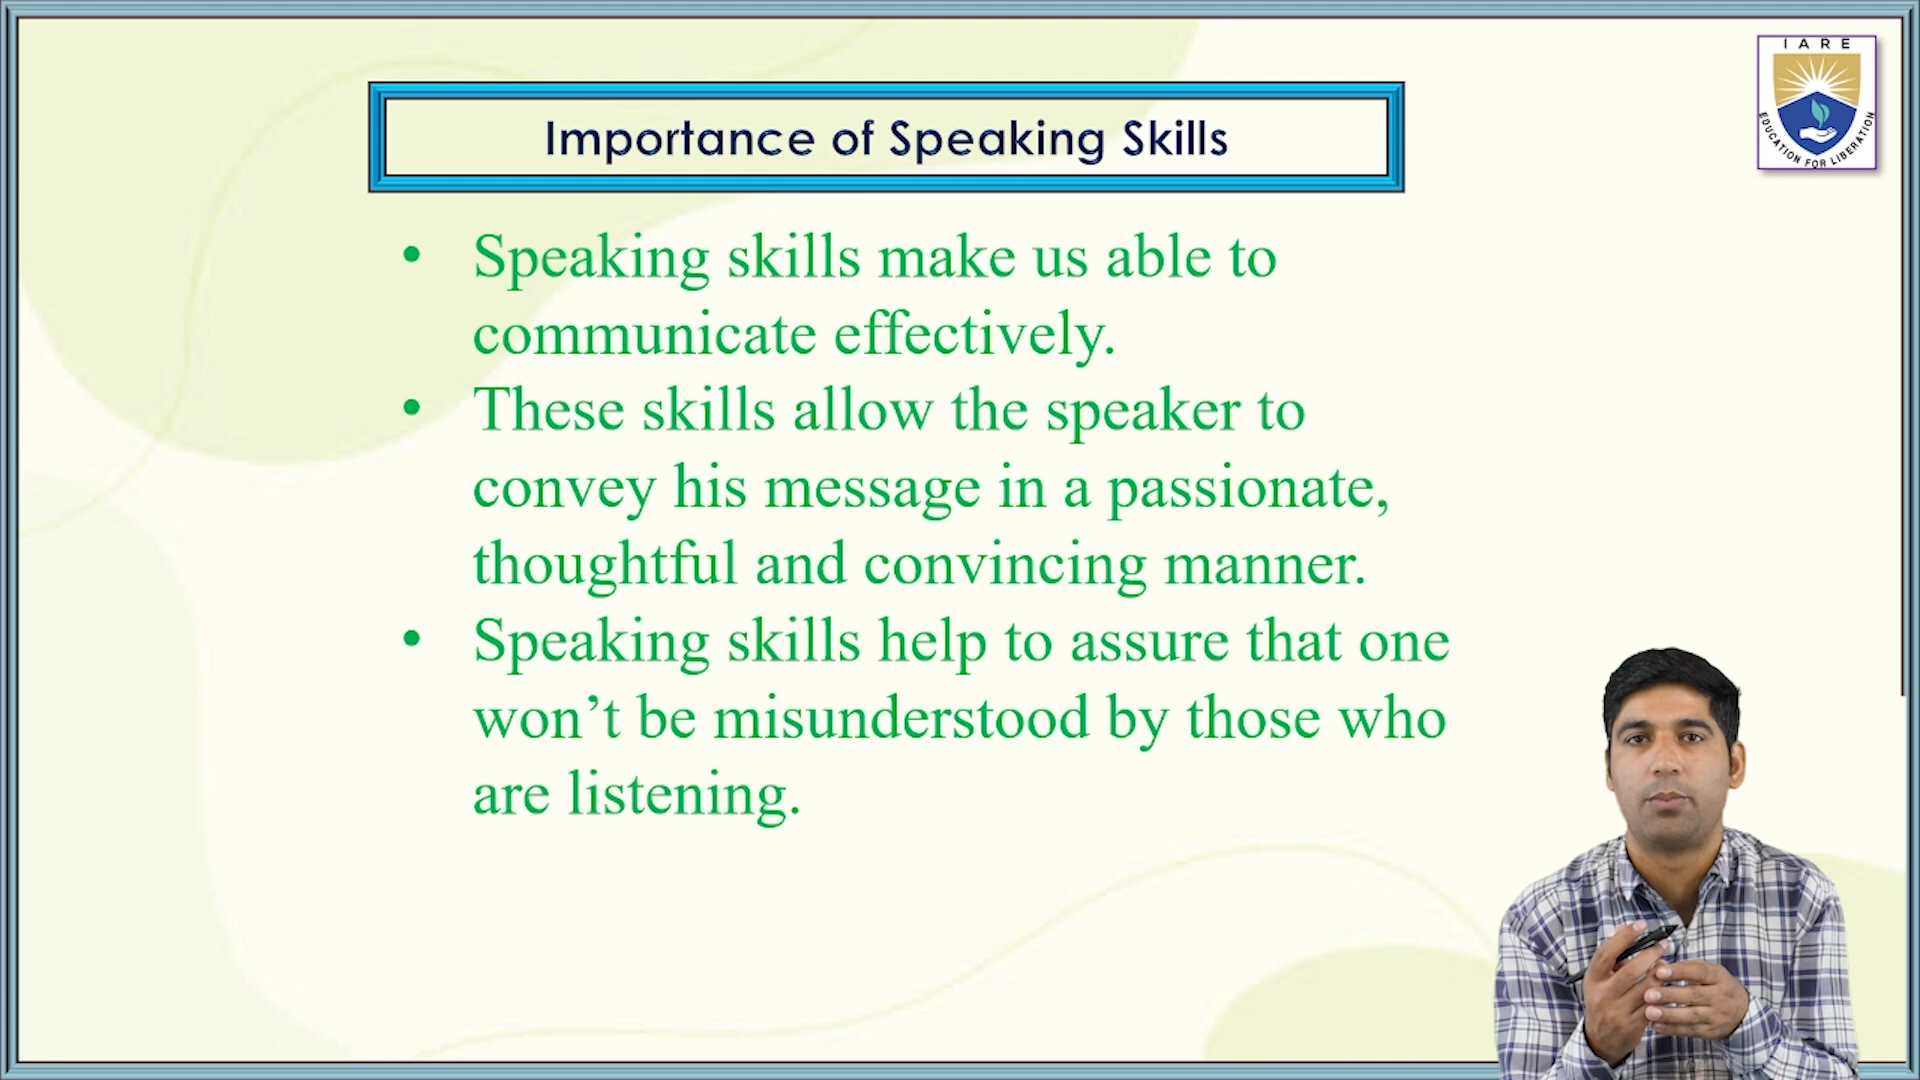 IARE
EDUCATION FOR LIBERATION
Importance of Speaking Skills
• Speaking skills make us able to
communicate effectively.
• These skills allow the speaker to
convey his message in a passionate,
thoughtful and convincing manner.
• Speaking skills help to assure that one
won’t be misunderstood by those who
are listening.